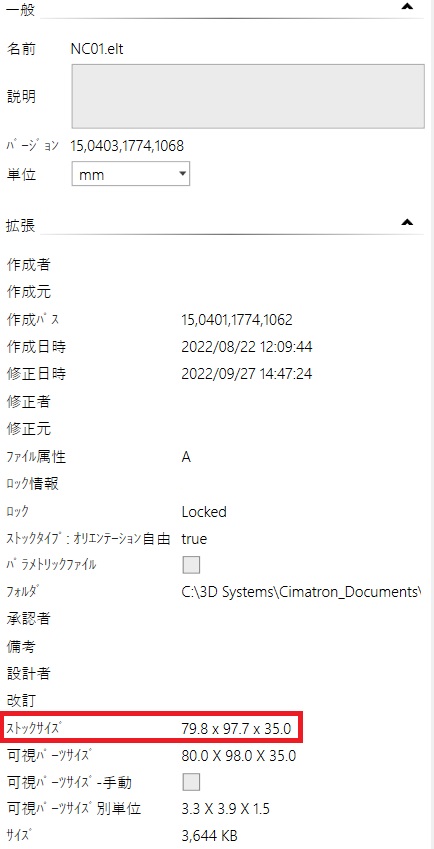 一般
名前 NC01.elt
説明
ﾊﾞｰｼﾞｮﾝ 15,0403,1774,1068
単位 mm
拡張
作成者
作成元
作成ﾊﾟｽ 15,0401,1774,1062
作成日時 2022/08/22 12:09:44
修正日時 2022/09/27 14:47:24
修正者
修正元
ﾌｧｲﾙ属性 A
ﾛｯｸ情報
ﾛｯｸ Locked
ｽﾄｯｸﾀｲﾌﾟ:ｵﾘｴﾝﾃｰｼｮﾝ自由 true
ﾊﾟﾗﾒﾄﾘｯｸﾌｧｲﾙ
ﾌｫﾙﾀﾞ C:\3D Systems\Cimatron_Documents\
承認者
備考
設計者
改訂
ｽﾄｯｸｻｲｽﾞ 79.8 x 97.7 x 35.0
可視ﾊﾟｰﾂｻｲｽﾞ 80.0 X 98.0 X 35.0
可視ﾊﾟｰﾂｻｲｽﾞ-手動
可視ﾊﾟｰﾂｻｲｽﾞ別単位 3.3 X 3.9 X 1.5
ｻｲｽﾞ 3,644 KB